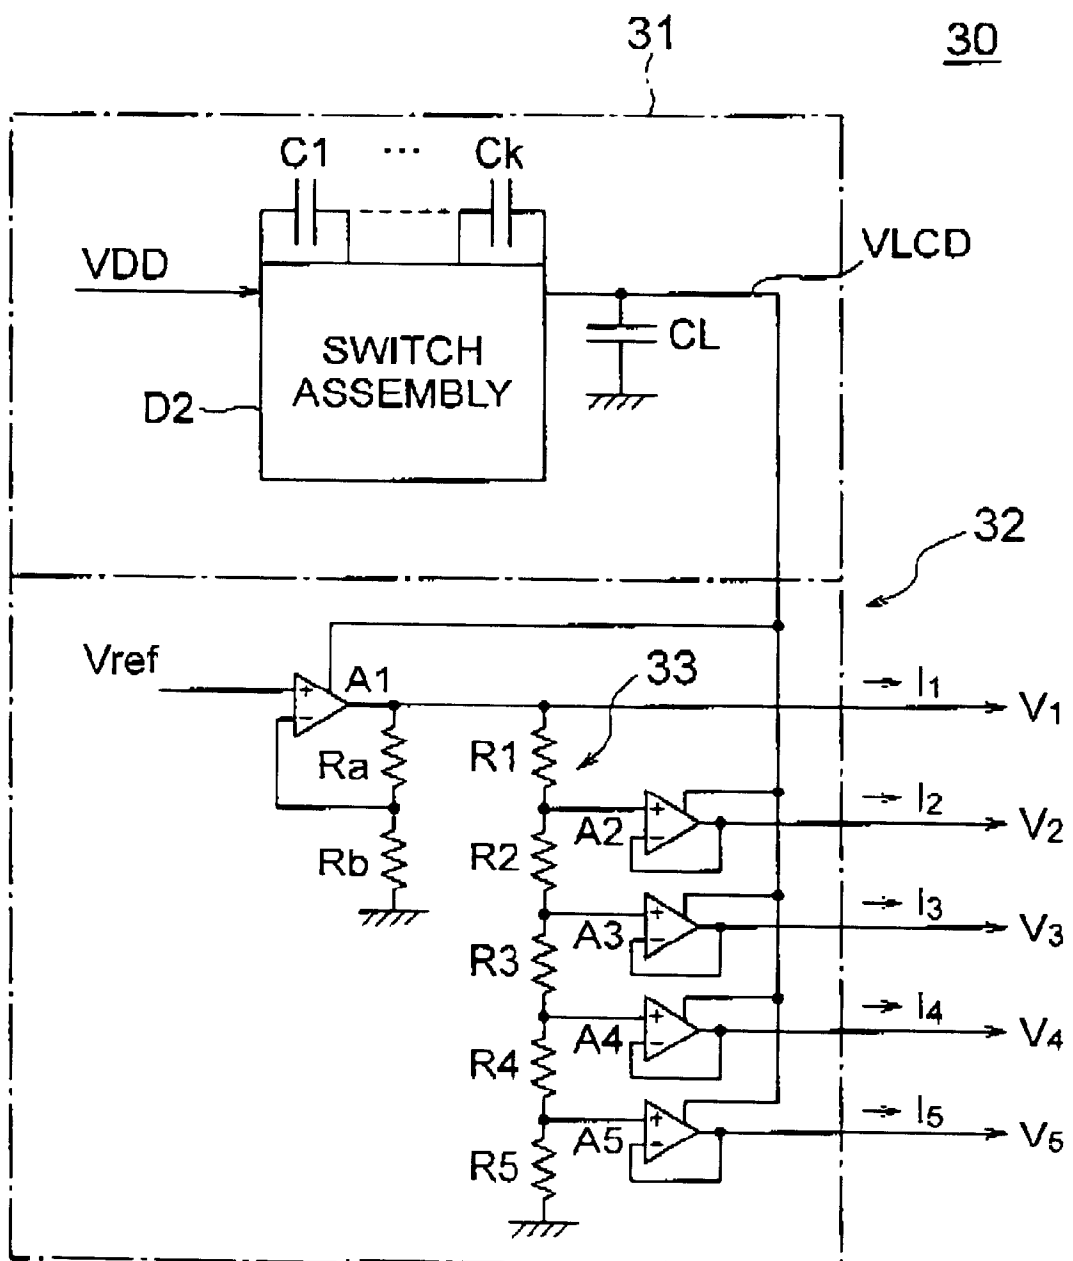 31
30
C1 ... Ck
VDD
VLCD
SWITCH
ASSEMBLY
CL
D2
32
Vref
+
−
A1
33
I1
V1
Ra
R1
I2
A2
+
−
V2
Rb
R2
I3
A3
+
−
V3
R3
I4
A4
+
−
V4
R4
I5
A5
+
−
V5
R5